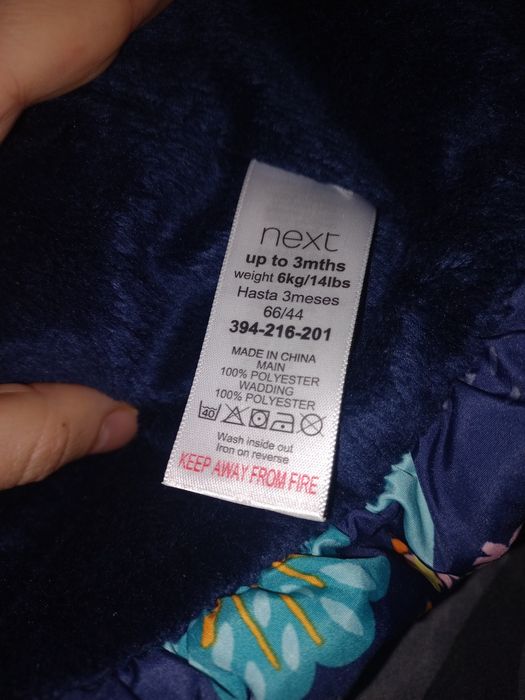 next
up to 3mths
weight 6kg/14lbs
Hasta 3meses
66/44
394-216-201
MADE IN CHINA
MAIN
100% POLYESTER
WADDING
100% POLYESTER
40
Wash inside out
Iron on reverse
KEEP AWAY FROM FIRE